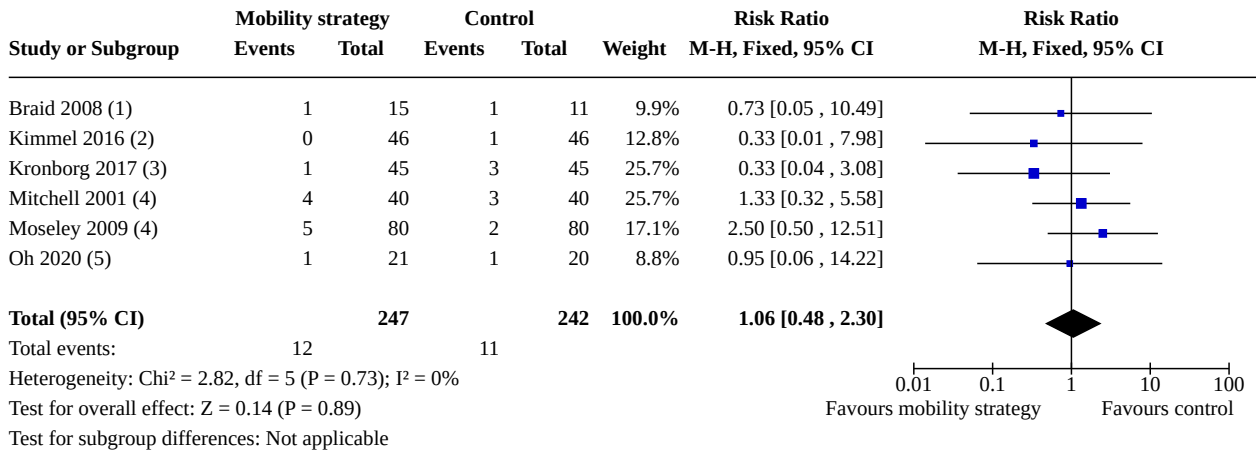 Mobility strategy Control Risk Ratio Risk Ratio
Study or Subgroup Events Total Events Total Weight M-H, Fixed, 95% CI M-H, Fixed, 95% CI
Braid 2008 (1) 1 15 1 11 9.9% 0.73 [0.05 , 10.49]
Kimmel 2016 (2) 0 46 1 46 12.8% 0.33 [0.01 , 7.98]
Kronborg 2017 (3) 1 45 3 45 25.7% 0.33 [0.04 , 3.08]
Mitchell 2001 (4) 4 40 3 40 25.7% 1.33 [0.32 , 5.58]
Moseley 2009 (4) 5 80 2 80 17.1% 2.50 [0.50 , 12.51]
Oh 2020 (5) 1 21 1 20 8.8% 0.95 [0.06 , 14.22]
Total (95% CI) 247 242 100.0% 1.06 [0.48 , 2.30]
Total events: 12 11
Heterogeneity: Chi² = 2.82, df = 5 (P = 0.73); I² = 0%
0.01 0.1 1 10 100
Test for overall effect: Z = 0.14 (P = 0.89)
Favours mobility strategy Favours control
Test for subgroup differences: Not applicable